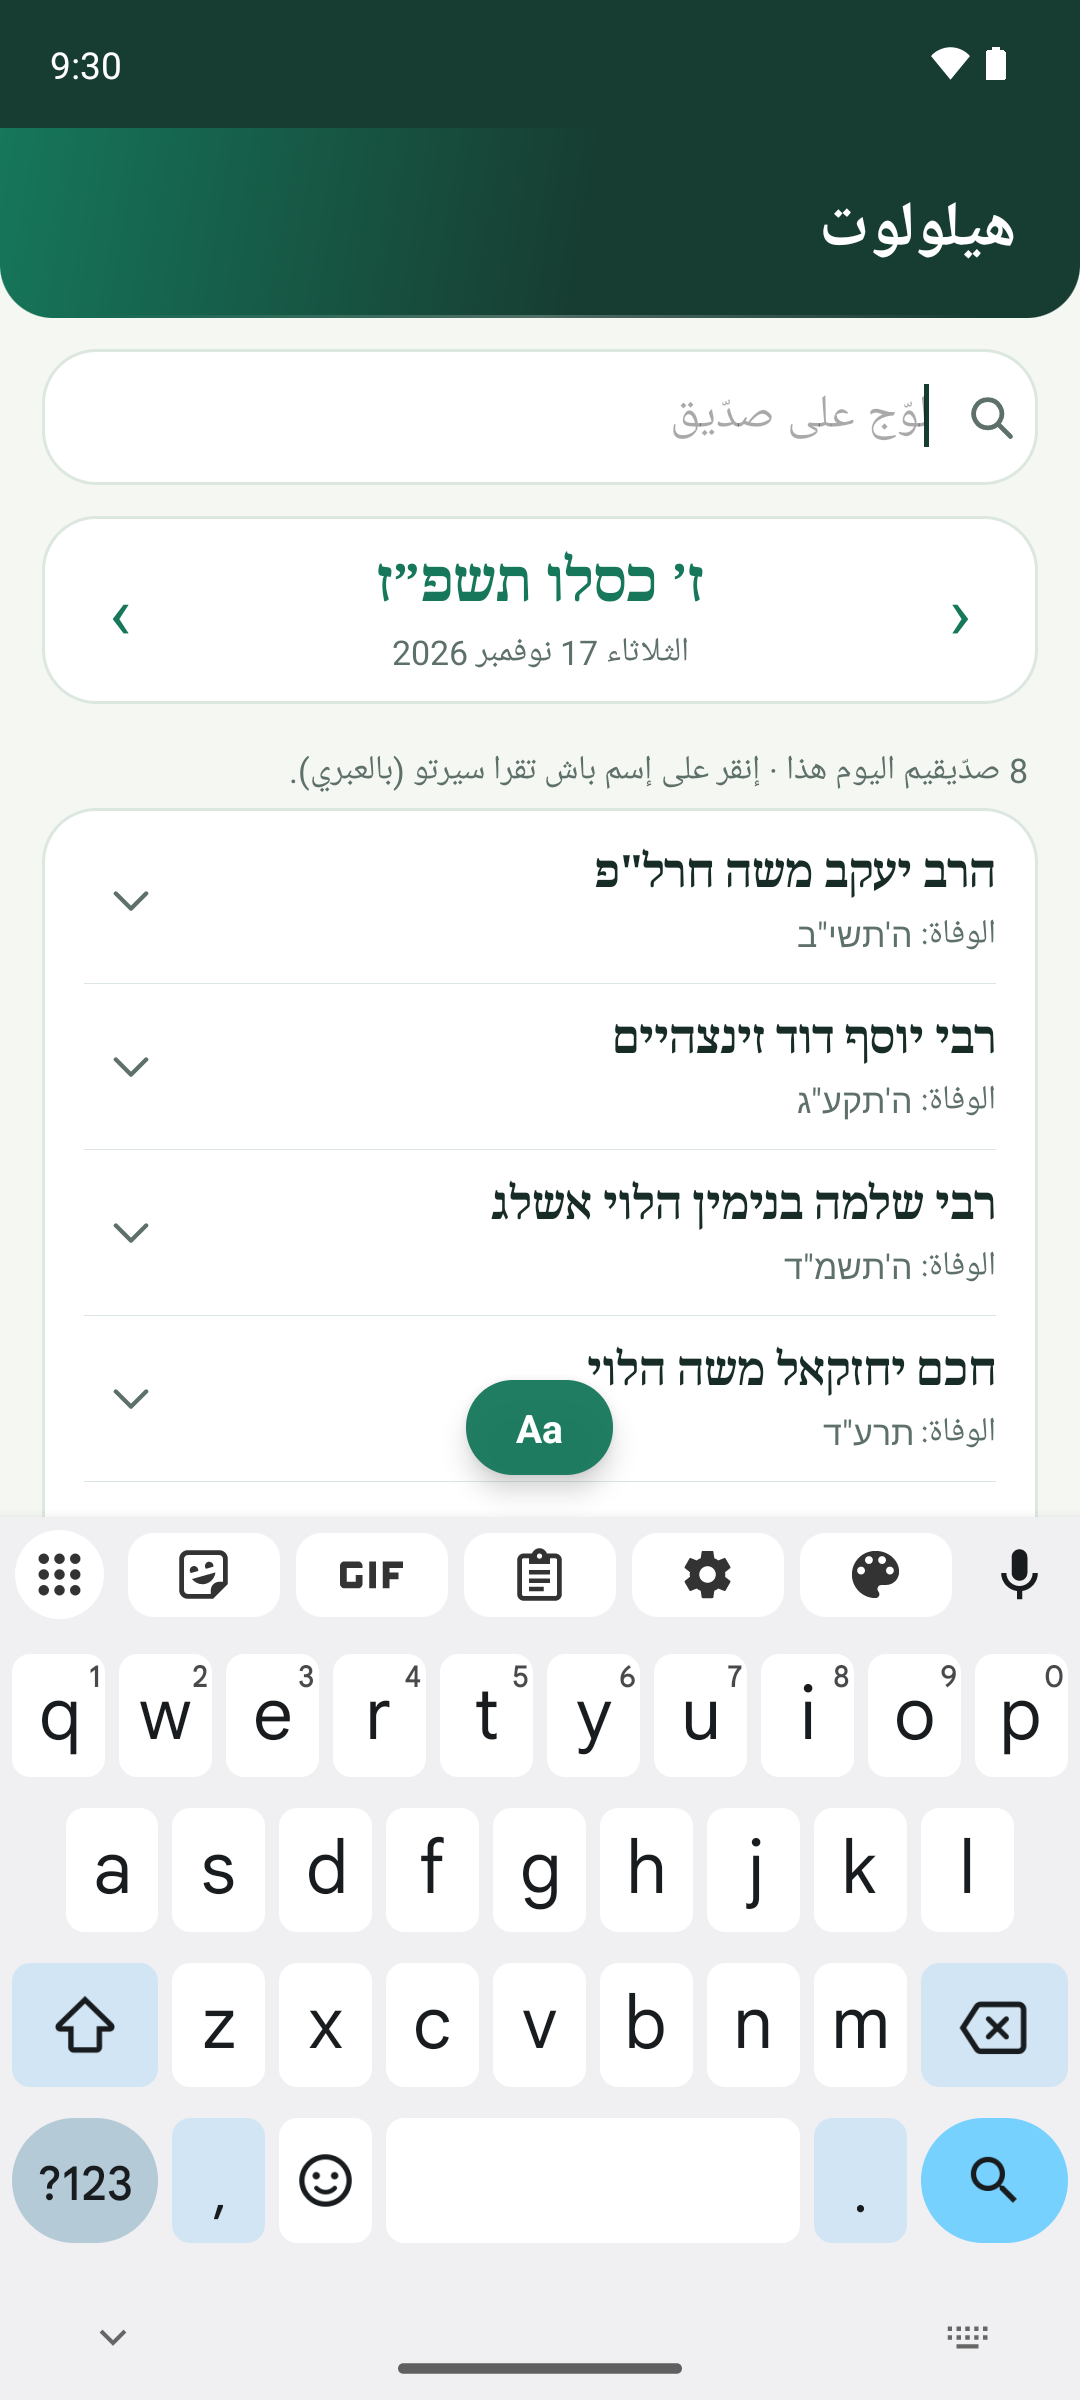 9:30
هيلولوت
لوّج على صدّيق
ז׳ כסלו תשפ״ז
الثلاثاء 17 نوفمبر 2026
8 صدّيقيم اليوم هذا · إنقر على إسم باش تقرا سيرتو (بالعبري).
הרב יעקב משה חרל"פ
الوفاة: ה'תשי"ב
רבי יוסף דוד זינצהיים
الوفاة: ה'תקע"ג
רבי שלמה בנימין הלוי אשלג
الوفاة: ה'תשמ"ד
חכם יחזקאל משה הלוי
الوفاة: תרע"ד
Aa
GIF
q 1 w 2 e 3 r 4 t 5 y 6 u 7 i 8 o 9 p 0
a s d f g h j k l
z x c v b n m
?123 , .